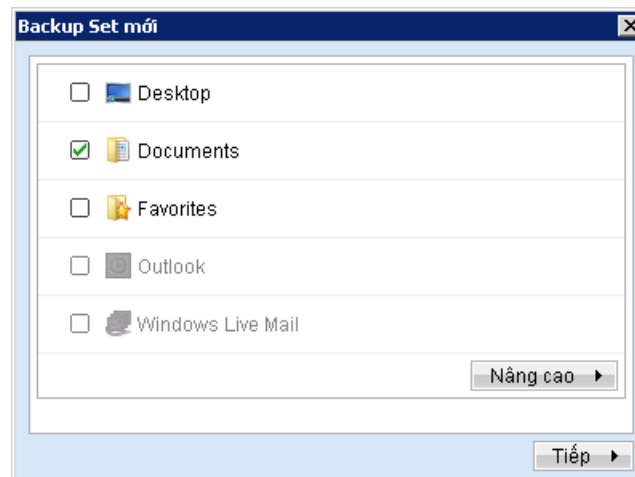 Backup Set mới
Desktop
Documents
Favorites
Outlook
Windows Live Mail
Nâng cao
Tiếp